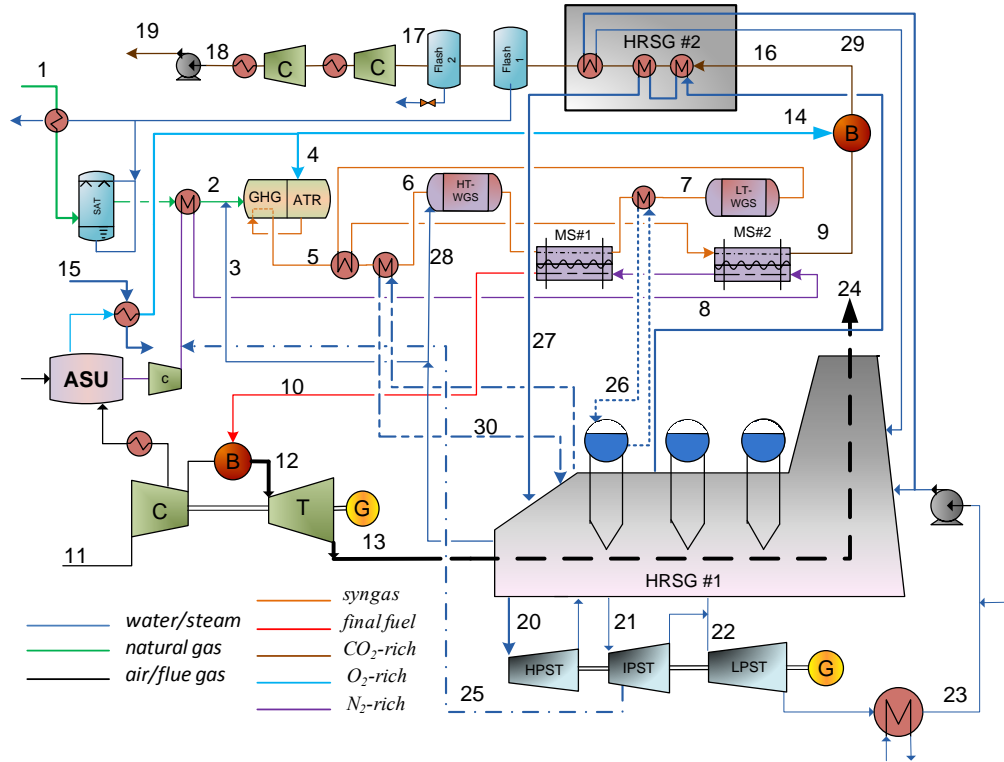 19
18
C
C
17
Flash 2
Flash 1
HRSG #2
16
29
1
14
B
4
SAT
2
GHG
ATR
6
HT-
WGS
7
LT-
WGS
MS#1
MS#2
9
5
28
3
15
8
24
27
ASU
c
10
26
30
B
12
C
T
G
13
11
HRSG #1
water/steam
natural gas
air/flue gas
syngas
final fuel
CO2-rich
O2-rich
N2-rich
20
21
22
HPST
IPST
LPST
G
25
23